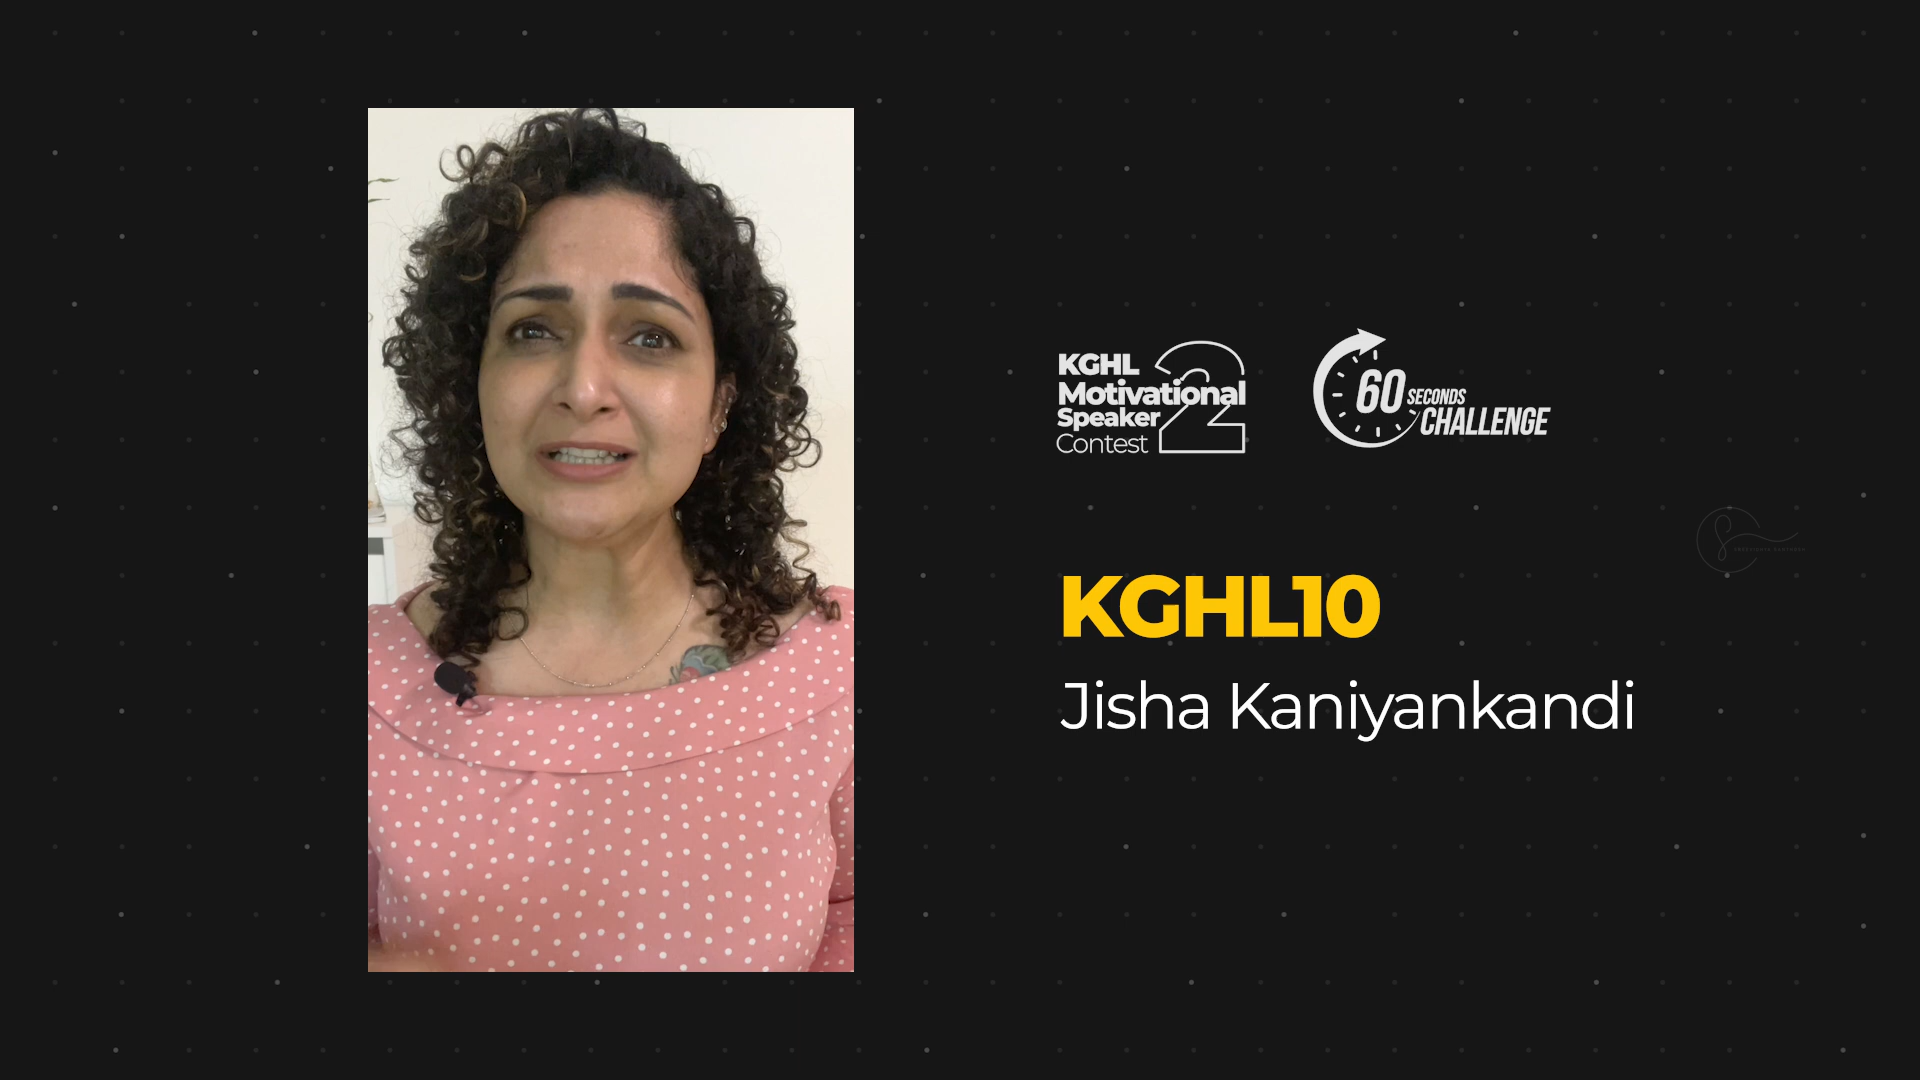 KGHL
Motivational
Speaker
Contest
2
60 SECONDS
CHALLENGE
KGHL10
Jisha Kaniyankandi